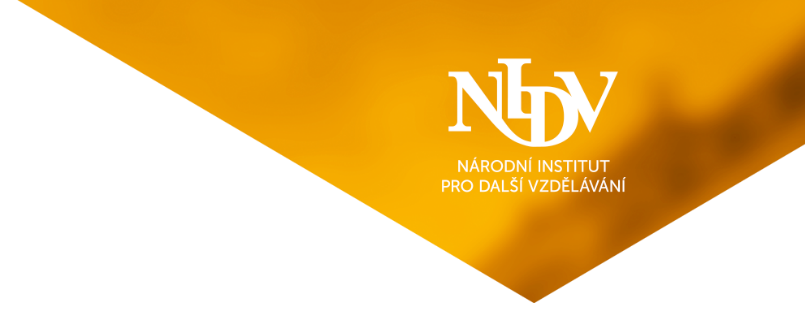 NIDV
NÁRODNÍ INSTITUT
PRO DALŠÍ VZDĚLÁVÁNÍ